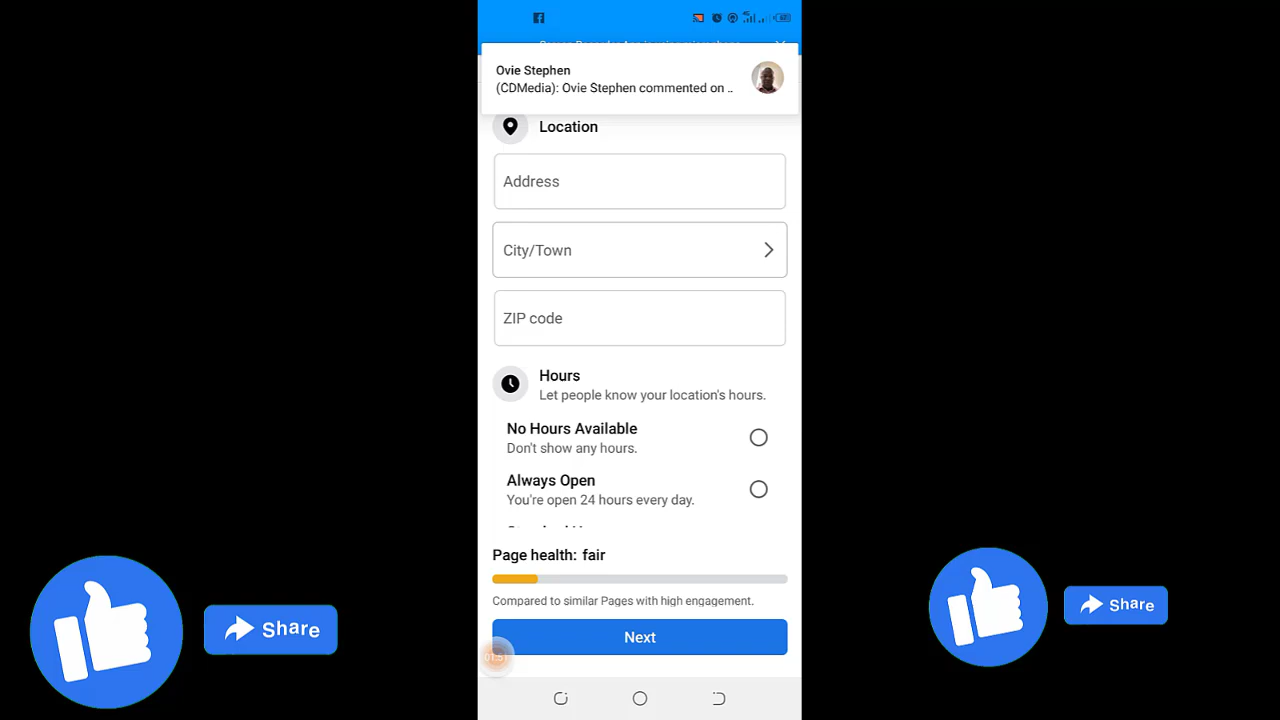 Ovie Stephen
(CDMedia): Ovie Stephen commented on ..
Location
Address
City/Town
ZIP code
Hours
Let people know your location's hours.
No Hours Available
Don't show any hours.
Always Open
You're open 24 hours every day.
Page health: fair
Compared to similar Pages with high engagement.
Next
Share
Share